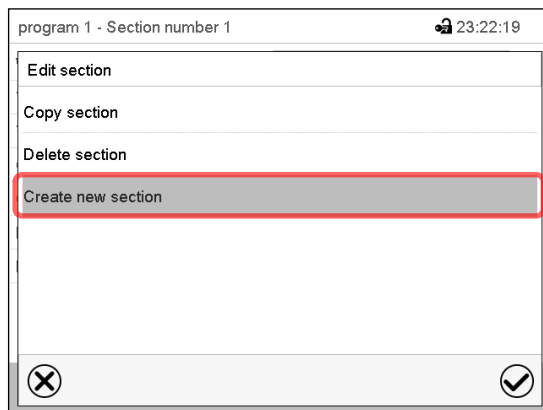 program 1 - Section number 1 23:22:19
Edit section
Copy section
Delete section
Create new section